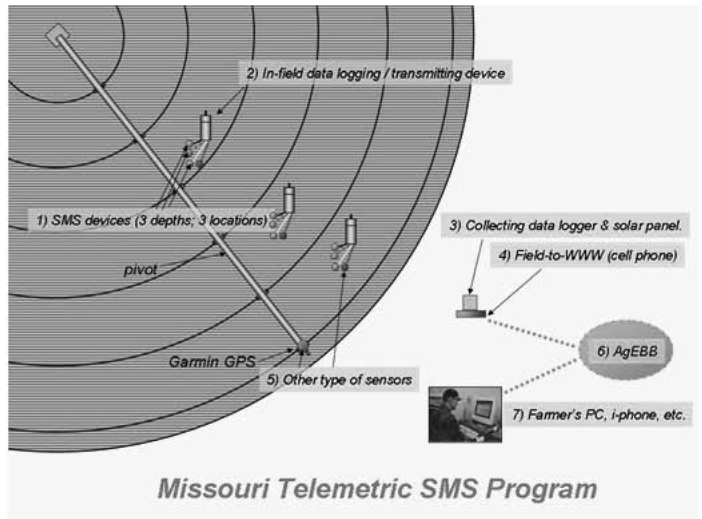 2) In-field data logging / transmitting device
1) SMS devices (3 depths; 3 locations)
3) Collecting data logger & solar panel.
4) Field-to-WWW (cell phone)
pivot
6) AgEBB
Garmin GPS
5) Other type of sensors
7) Farmer's PC, i-phone, etc.
Missouri Telemetric SMS Program